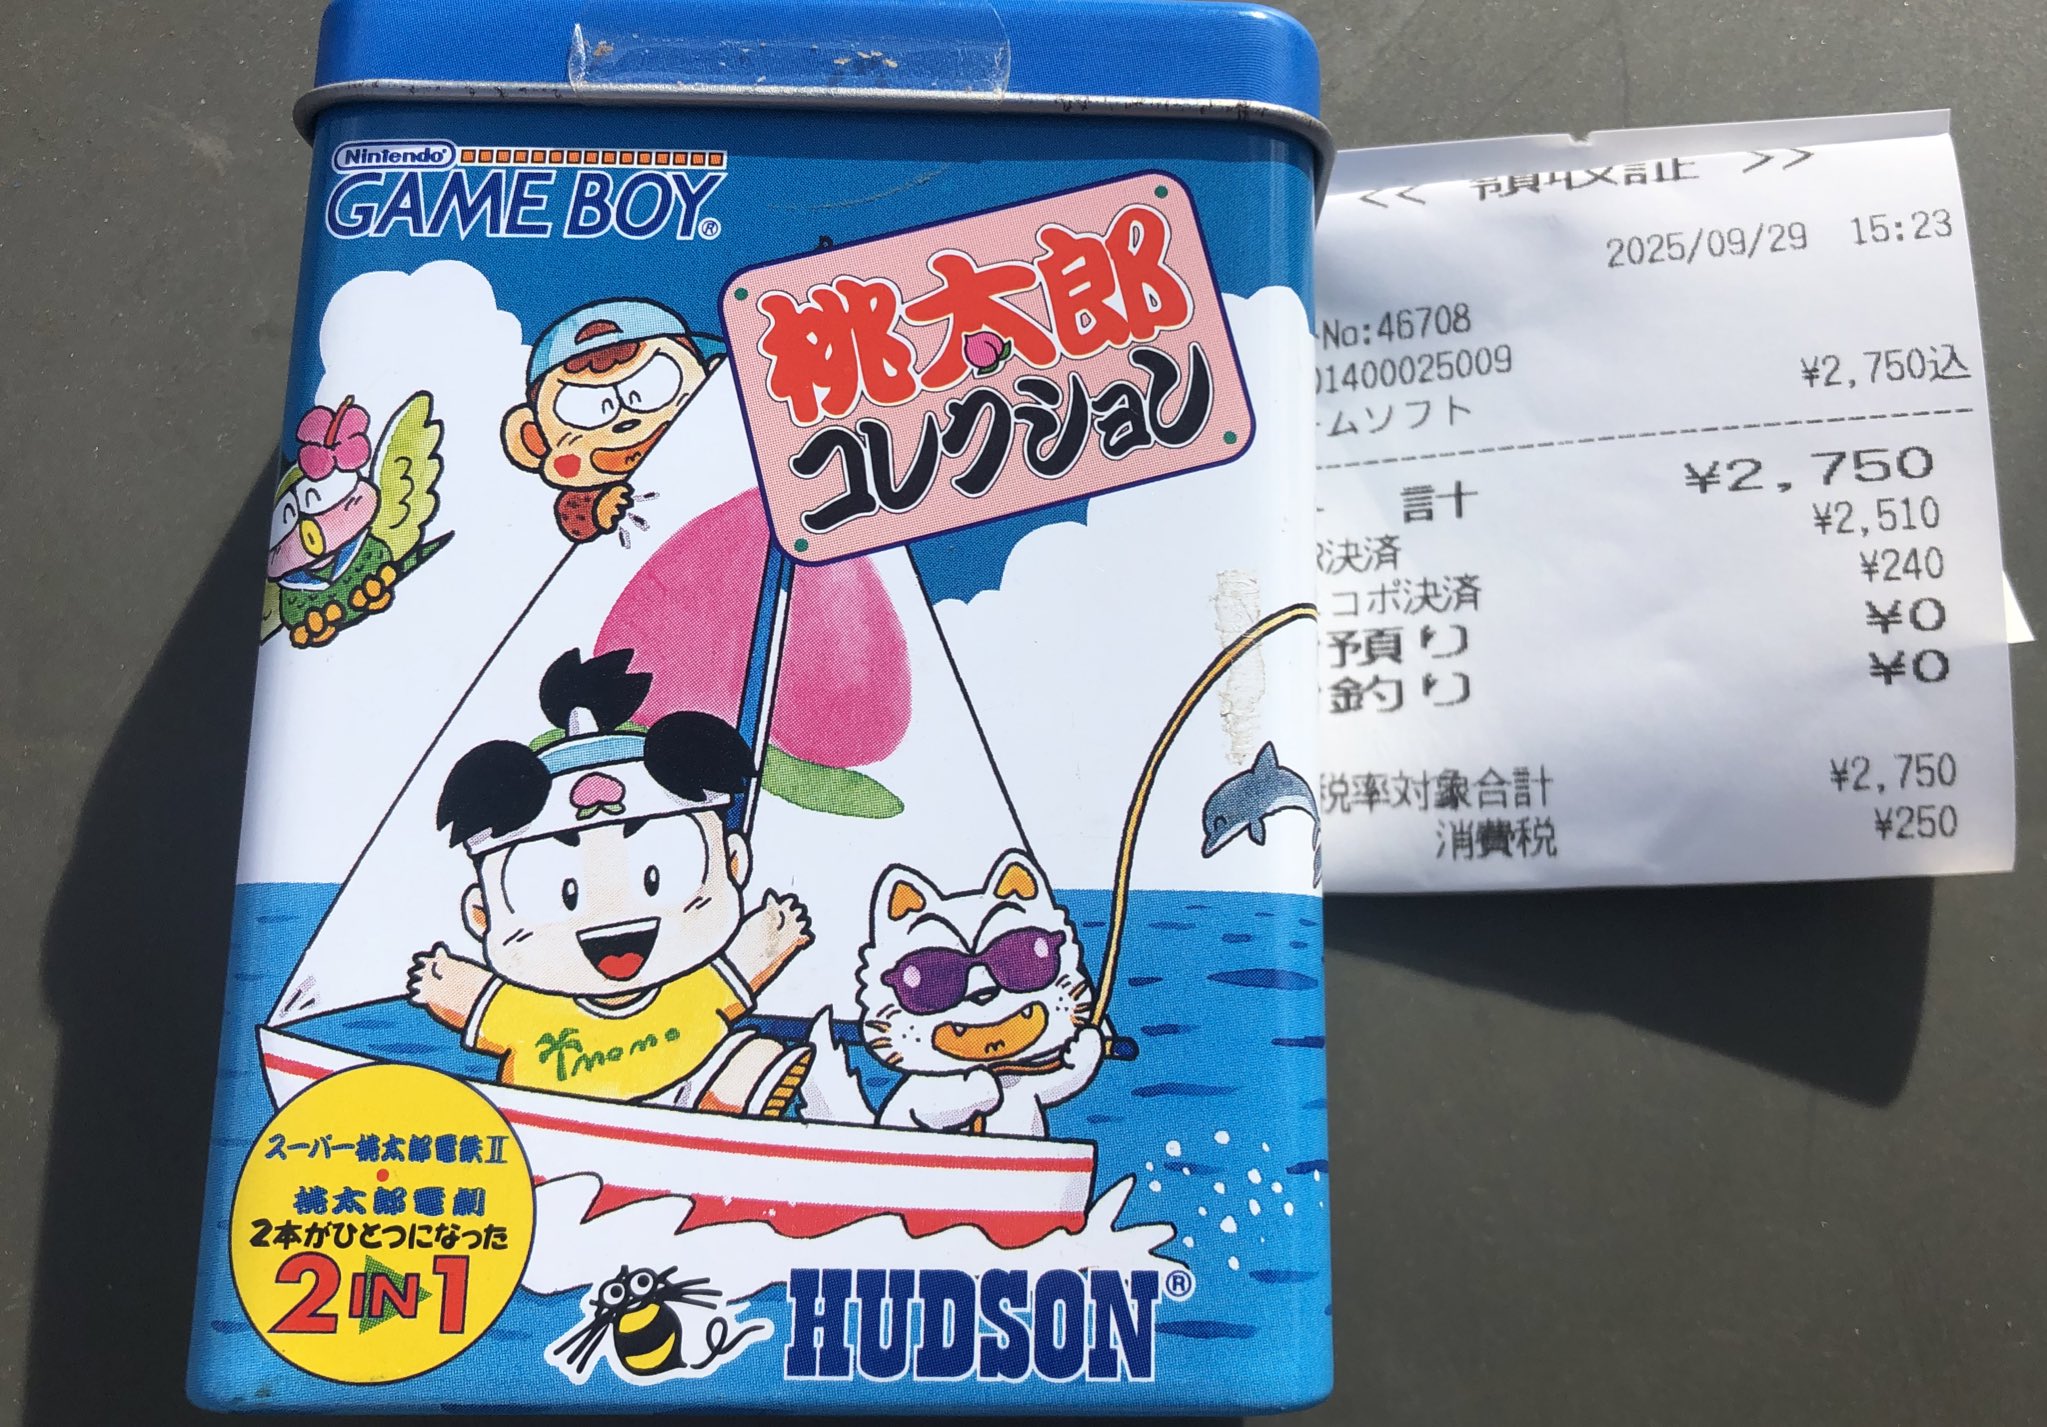 Nintendo
GAME BOY®
桃太郎
コレクション
momo
スーパー桃太郎電鉄II
・
桃太郎電劇
2本がひとつになった
2IN1
HUDSON®
<< 領収証 >>
2025/09/29 15:23
No:46708
01400025009
¥2,750込
ームソフト
計 ¥2,750
決済 ¥2,510
コポ決済 ¥240
予頁り ¥0
釣り ¥0
税率対象合計 ¥2,750
消費税 ¥250